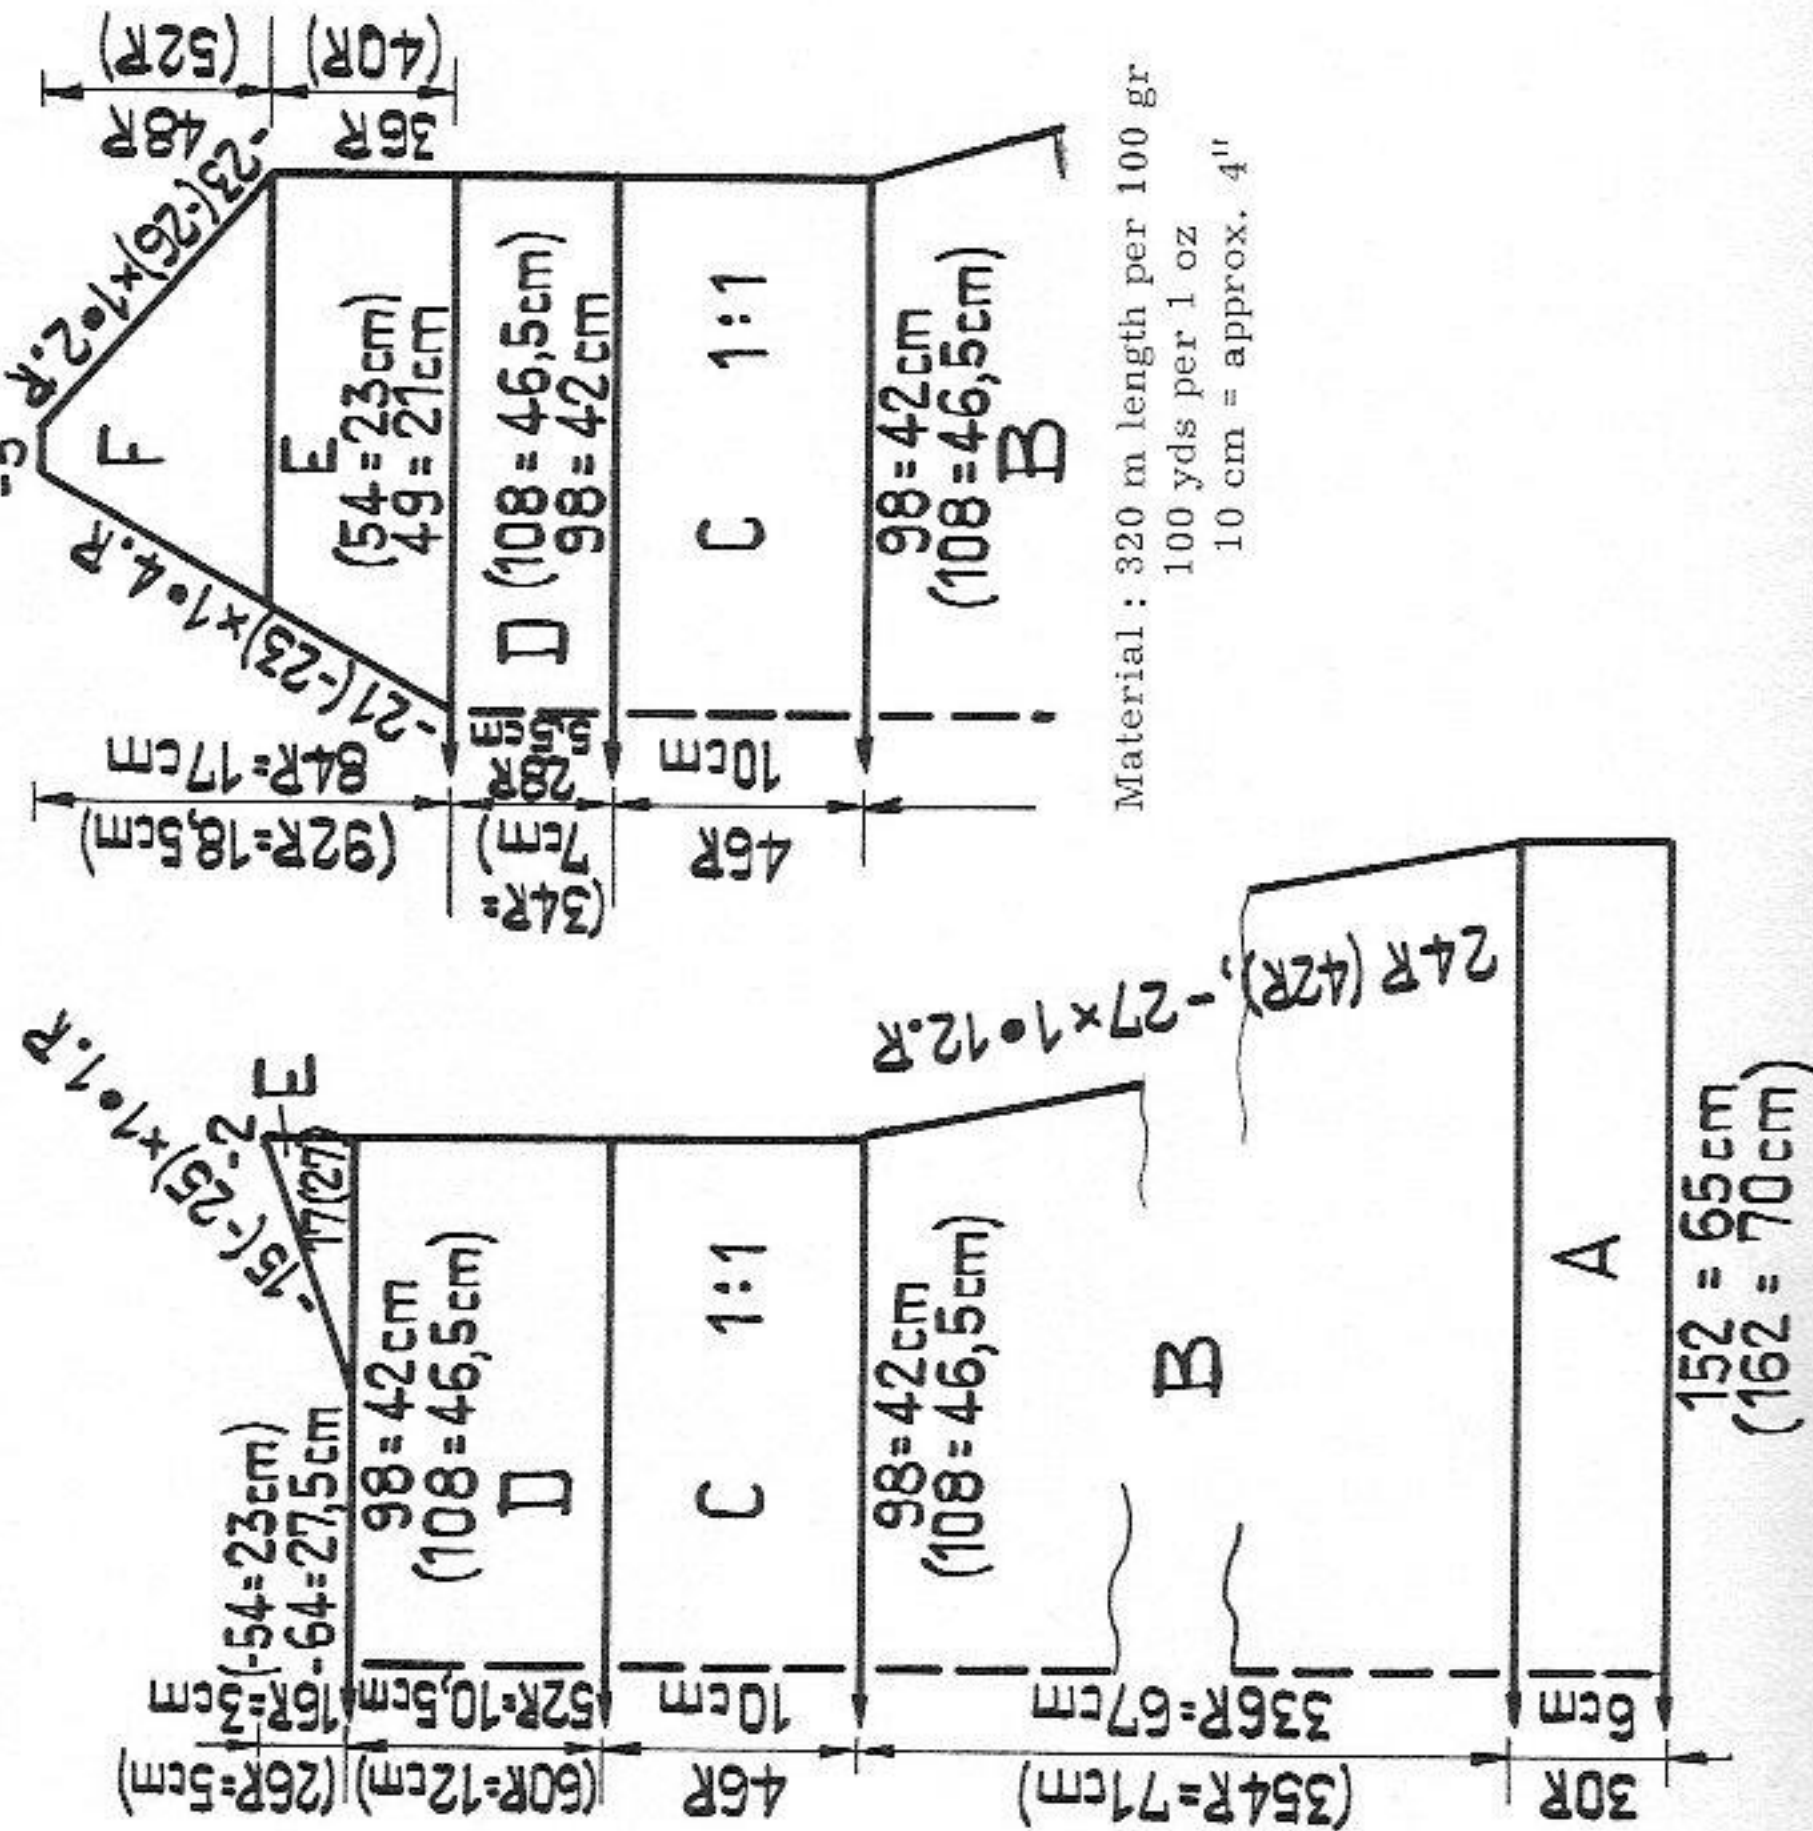 -15(-25)×1•1.R
-2
E
17(27)
(-54=23cm)
-64=27,5cm
(26R=5cm)
16R=3cm
98=42cm
(108=46,5cm)
D
(60R=12cm)
52R=10,5cm
C 1:1
46R
10cm
98=42cm
(108=46,5cm)
B
(354R=71cm)
336R=67cm
24R (42R), -27×1•12.R
A
30R
6cm
152 = 65cm
(162 = 70cm)
(52R)
48R
(40R)
36R
-23(-26)×1•2.R
-21(-23)×1•4.R
F
E
(92R=18,5cm)
84R=17cm
(54=23cm)
49=21cm
D
(108=46,5cm)
98=42cm
(34R=
7cm)
28R
5,5cm
C 1:1
46R
10cm
98=42cm
(108=46,5cm)
B
Material : 320 m length per 100 gr
100 yds per 1 oz
10 cm = approx. 4"